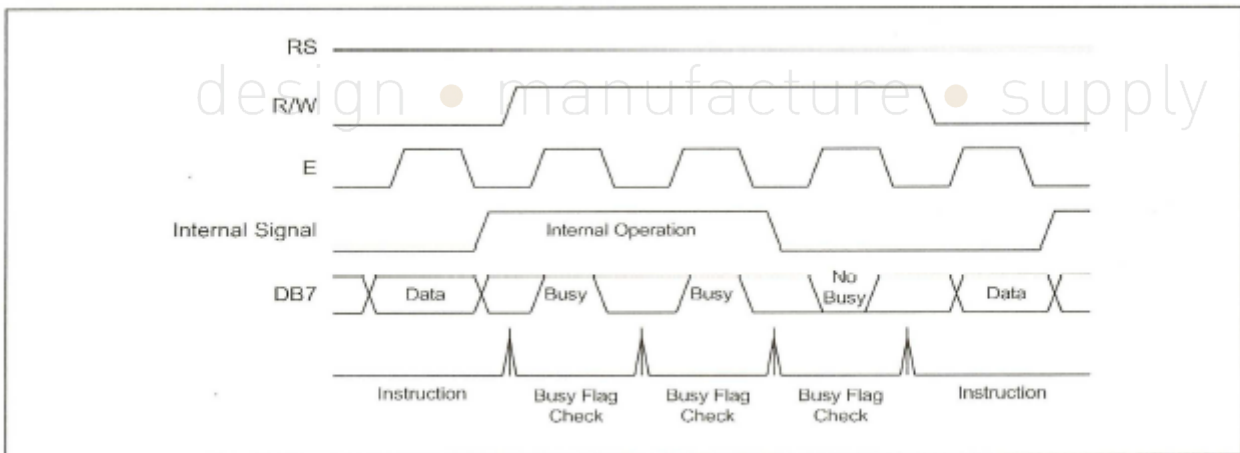 RS
design • manufacture • supply
R/W
E
Internal Signal
Internal Operation
DB7
Data
Busy
Busy
No
Busy
Data
Instruction
Busy Flag
Check
Busy Flag
Check
Busy Flag
Check
Instruction